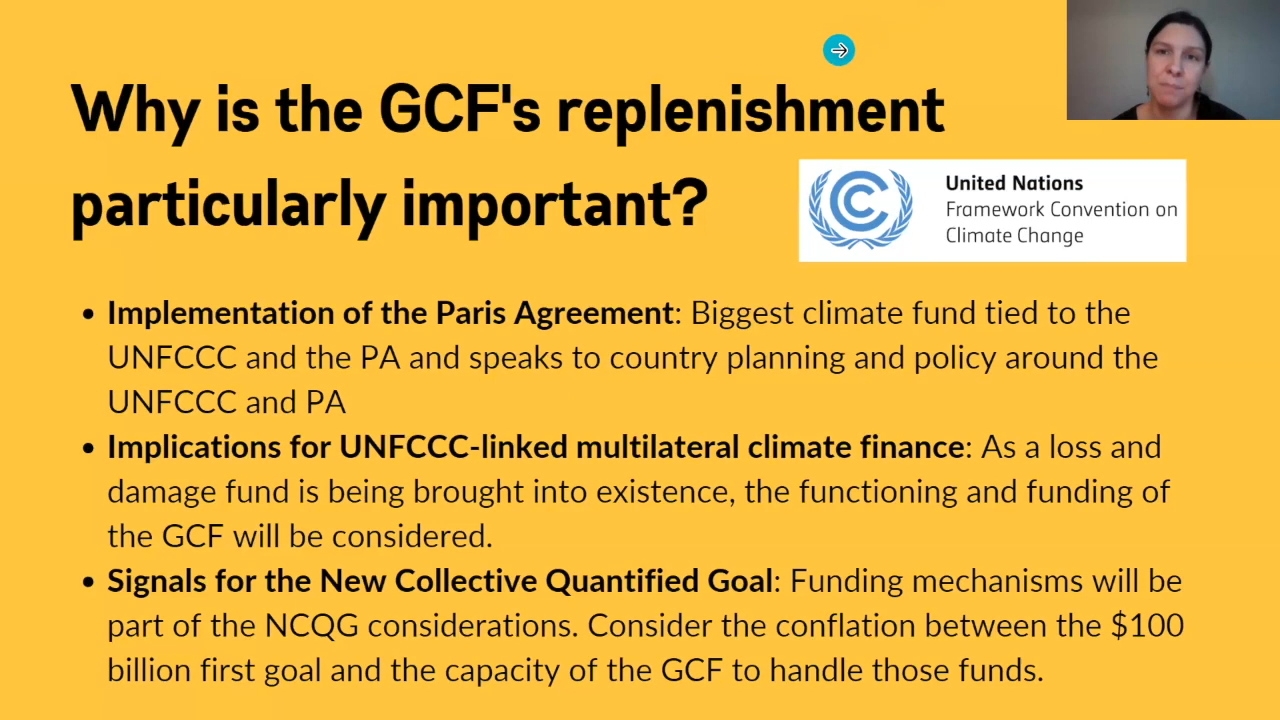 Why is the GCF's replenishment
particularly important?
United Nations
Framework Convention on
Climate Change
• Implementation of the Paris Agreement: Biggest climate fund tied to the
UNFCCC and the PA and speaks to country planning and policy around the
UNFCCC and PA
• Implications for UNFCCC-linked multilateral climate finance: As a loss and
damage fund is being brought into existence, the functioning and funding of
the GCF will be considered.
• Signals for the New Collective Quantified Goal: Funding mechanisms will be
part of the NCQG considerations. Consider the conflation between the $100
billion first goal and the capacity of the GCF to handle those funds.